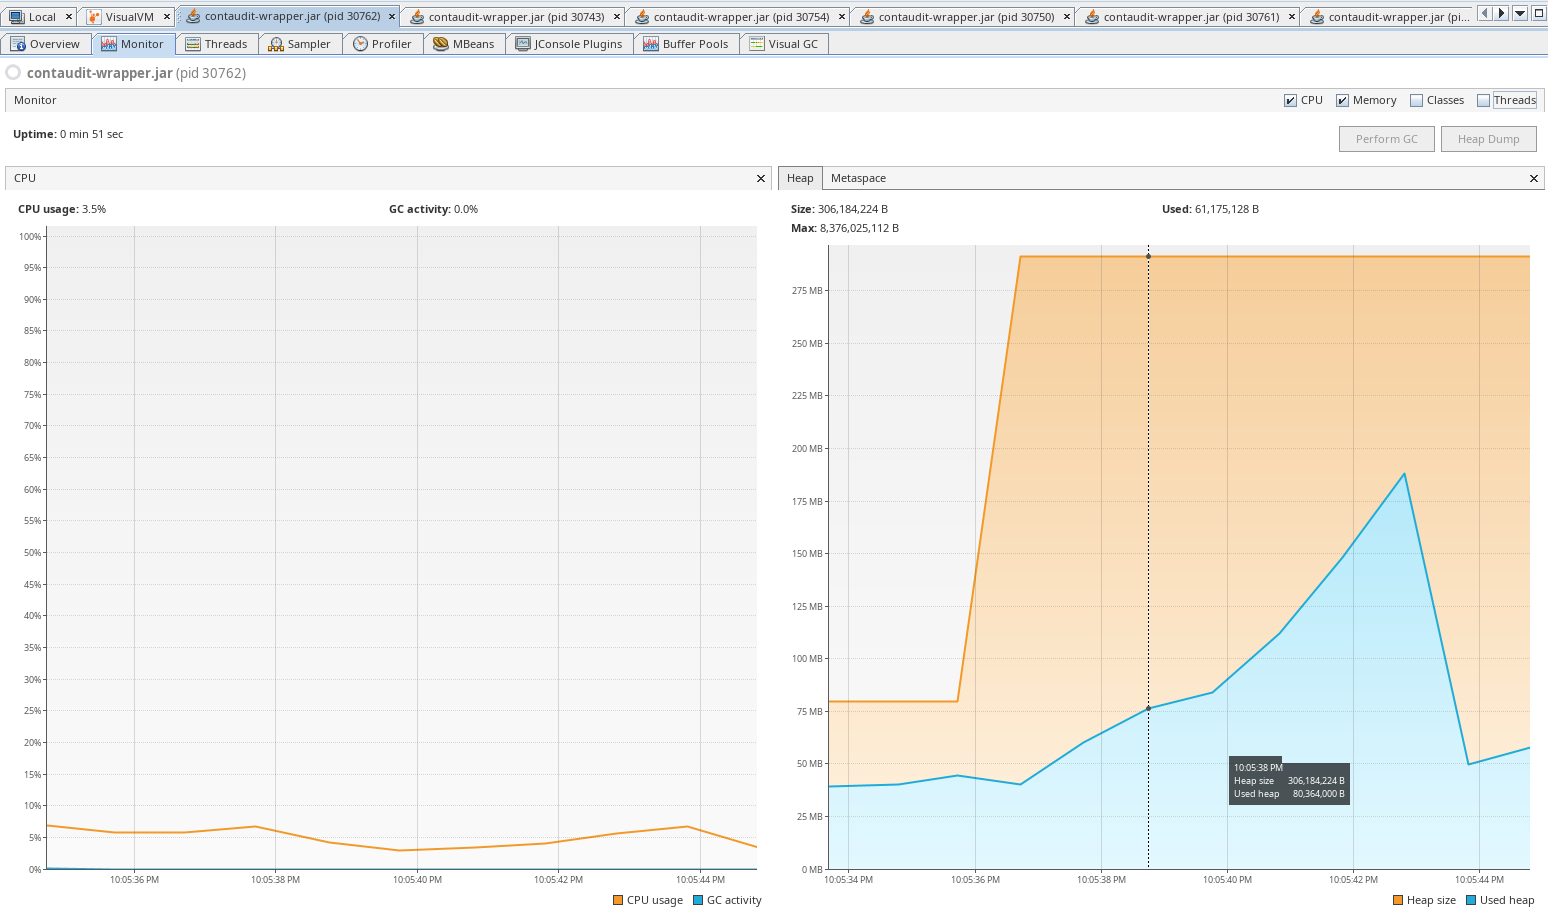 Local
VisualVM
contaudit-wrapper.jar (pid 30762)
contaudit-wrapper.jar (pid 30743)
contaudit-wrapper.jar (pid 30754)
contaudit-wrapper.jar (pid 30750)
contaudit-wrapper.jar (pid 30761)
contaudit-wrapper.jar (pi...
Overview
Monitor
Threads
Sampler
Profiler
MBeans
JConsole Plugins
Buffer Pools
Visual GC
contaudit-wrapper.jar (pid 30762)
Monitor
CPU
Memory
Classes
Threads
Uptime: 0 min 51 sec
Perform GC
Heap Dump
CPU
CPU usage: 3.5%
GC activity: 0.0%
100%
95%
90%
85%
80%
75%
70%
65%
60%
55%
50%
45%
40%
35%
30%
25%
20%
15%
10%
5%
0%
10:05:36 PM
10:05:38 PM
10:05:40 PM
10:05:42 PM
10:05:44 PM
CPU usage
GC activity
Heap
Metaspace
Size: 306,184,224 B
Used: 61,175,128 B
Max: 8,376,025,112 B
275 MB
250 MB
225 MB
200 MB
175 MB
150 MB
125 MB
100 MB
75 MB
50 MB
25 MB
0 MB
10:05:38 PM
Heap size 306,184,224 B
Used heap 80,364,000 B
10:05:34 PM
10:05:36 PM
10:05:38 PM
10:05:40 PM
10:05:42 PM
10:05:44 PM
Heap size
Used heap